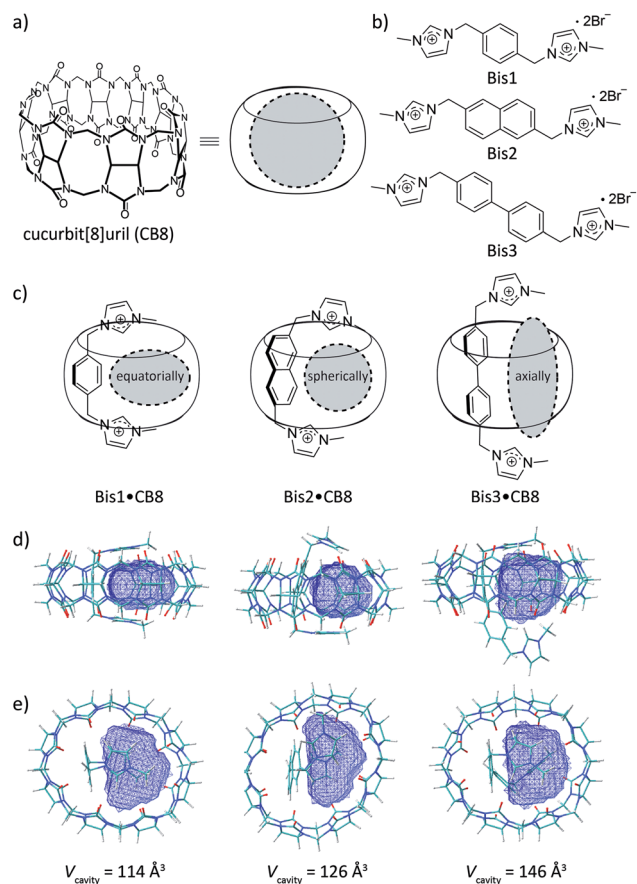 a)
b)
cucurbit[8]uril (CB8)
• 2Br⁻
Bis1
• 2Br⁻
Bis2
• 2Br⁻
Bis3
c)
equatorially
spherically
axially
Bis1•CB8
Bis2•CB8
Bis3•CB8
d)
e)
V_cavity = 114 Å³
V_cavity = 126 Å³
V_cavity = 146 Å³